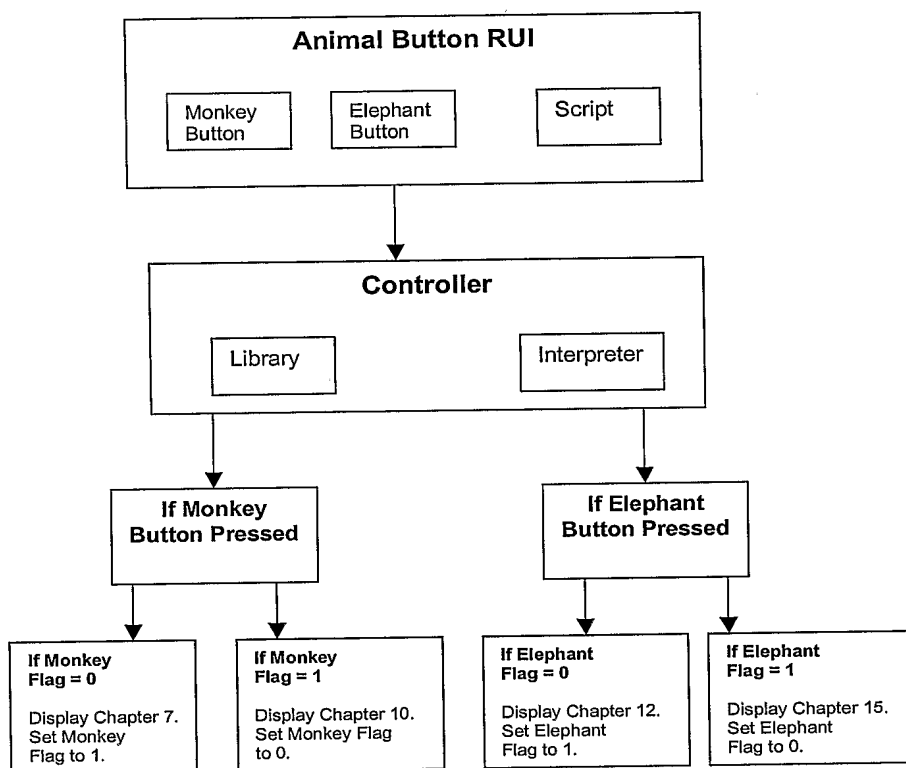 Animal Button RUI
Monkey
Button
Elephant
Button
Script
Controller
Library
Interpreter
If Monkey
Button Pressed
If Elephant
Button Pressed
If Monkey
Flag = 0
Display Chapter 7.
Set Monkey
Flag to 1.
If Monkey
Flag = 1
Display Chapter 10.
Set Monkey Flag
to 0.
If Elephant
Flag = 0
Display Chapter 12.
Set Elephant
Flag to 1.
If Elephant
Flag = 1
Display Chapter 15.
Set Elephant
Flag to 0.